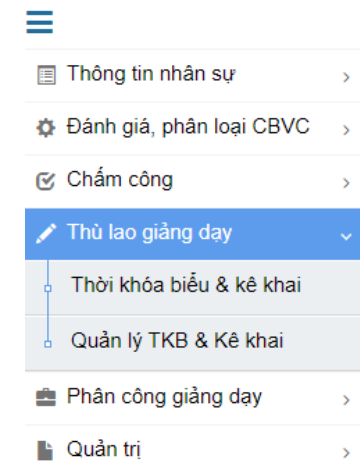 Thông tin nhân sự
Đánh giá, phân loại CBVC
Chấm công
Thù lao giảng dạy
Thời khóa biểu & kê khai
Quản lý TKB & Kê khai
Phân công giảng dạy
Quản trị